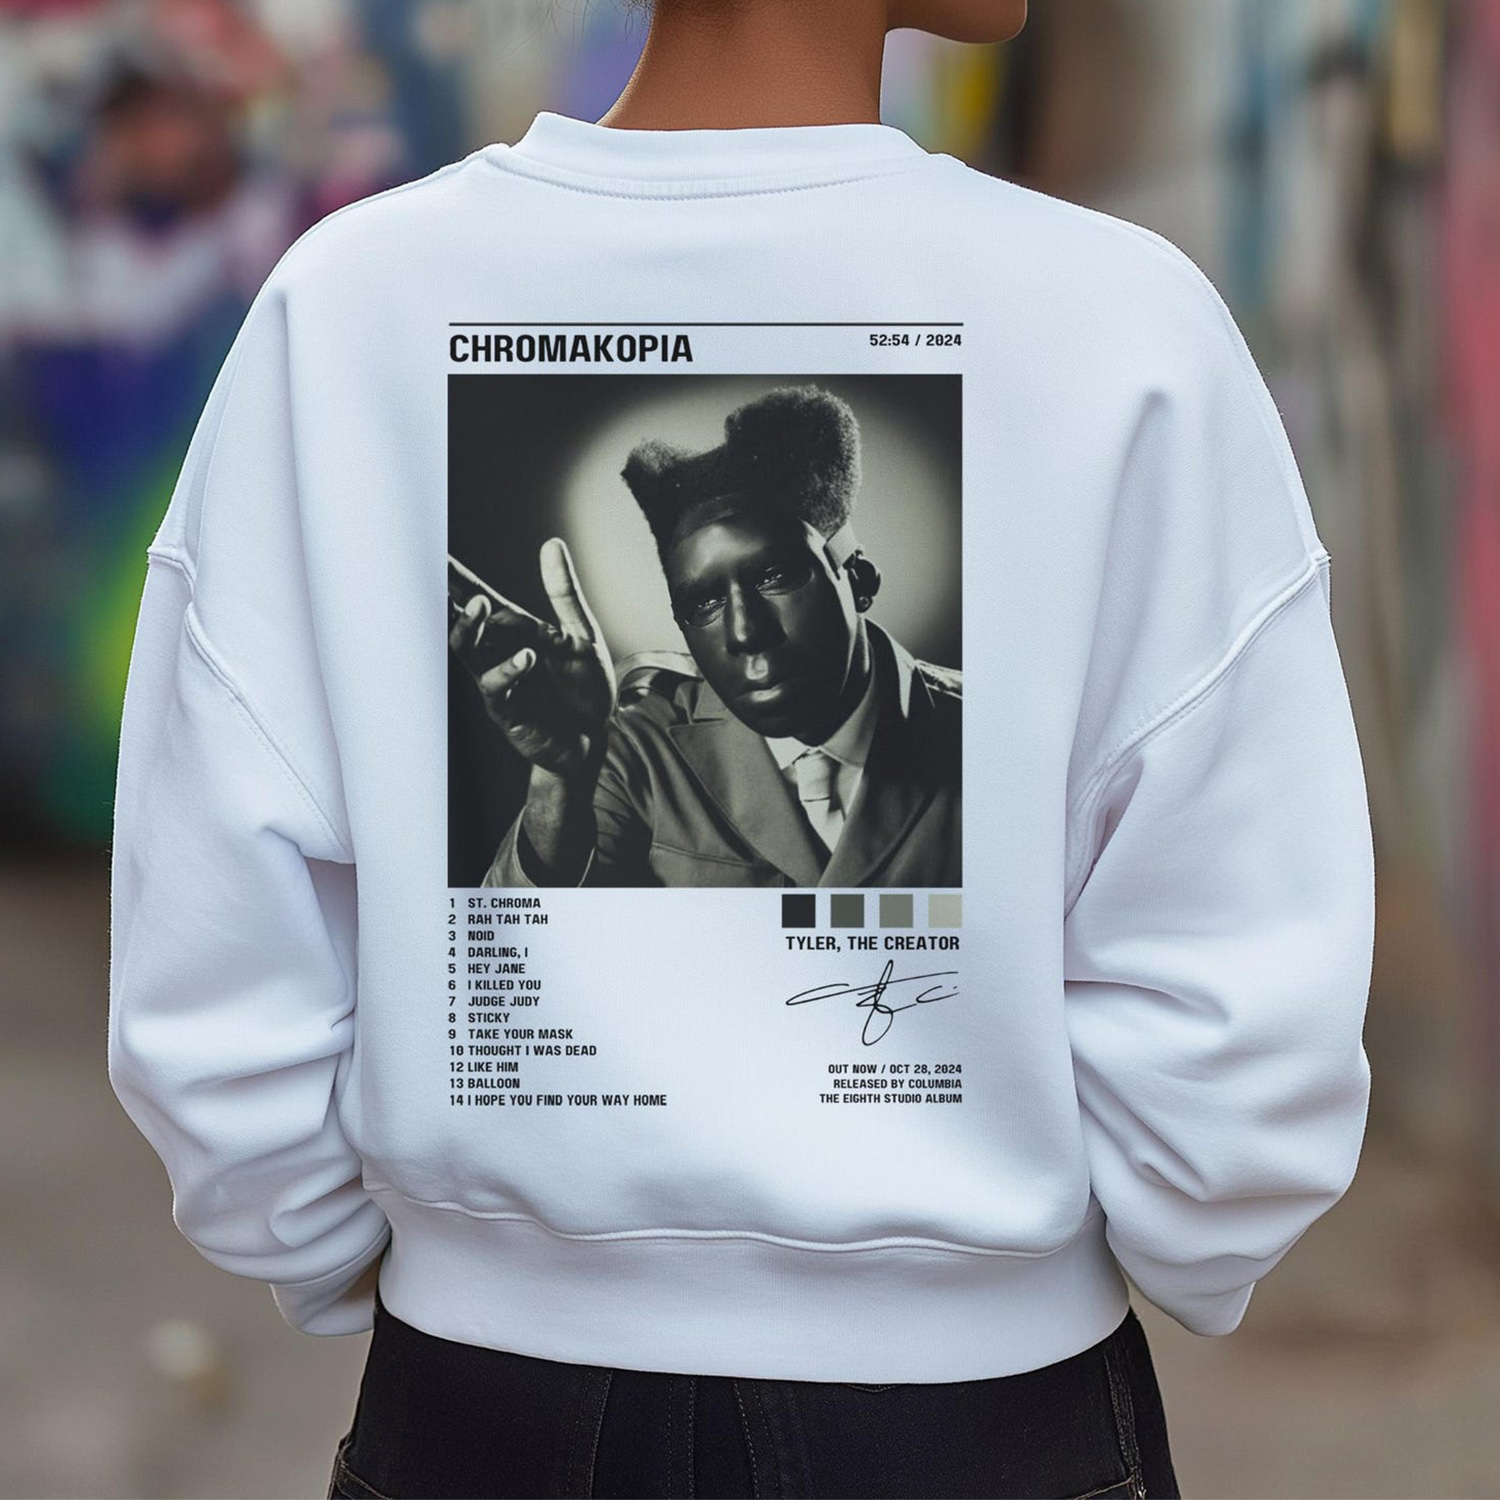 CHROMAKOPIA
52:54 / 2024
1 ST. CHROMA
2 RAH TAH TAH
3 NOID
4 DARLING, I
5 HEY JANE
6 I KILLED YOU
7 JUDGE JUDY
8 STICKY
9 TAKE YOUR MASK
10 THOUGHT I WAS DEAD
12 LIKE HIM
13 BALLOON
14 I HOPE YOU FIND YOUR WAY HOME
TYLER, THE CREATOR
OUT NOW / OCT 28, 2024
RELEASED BY COLUMBIA
THE EIGHTH STUDIO ALBUM